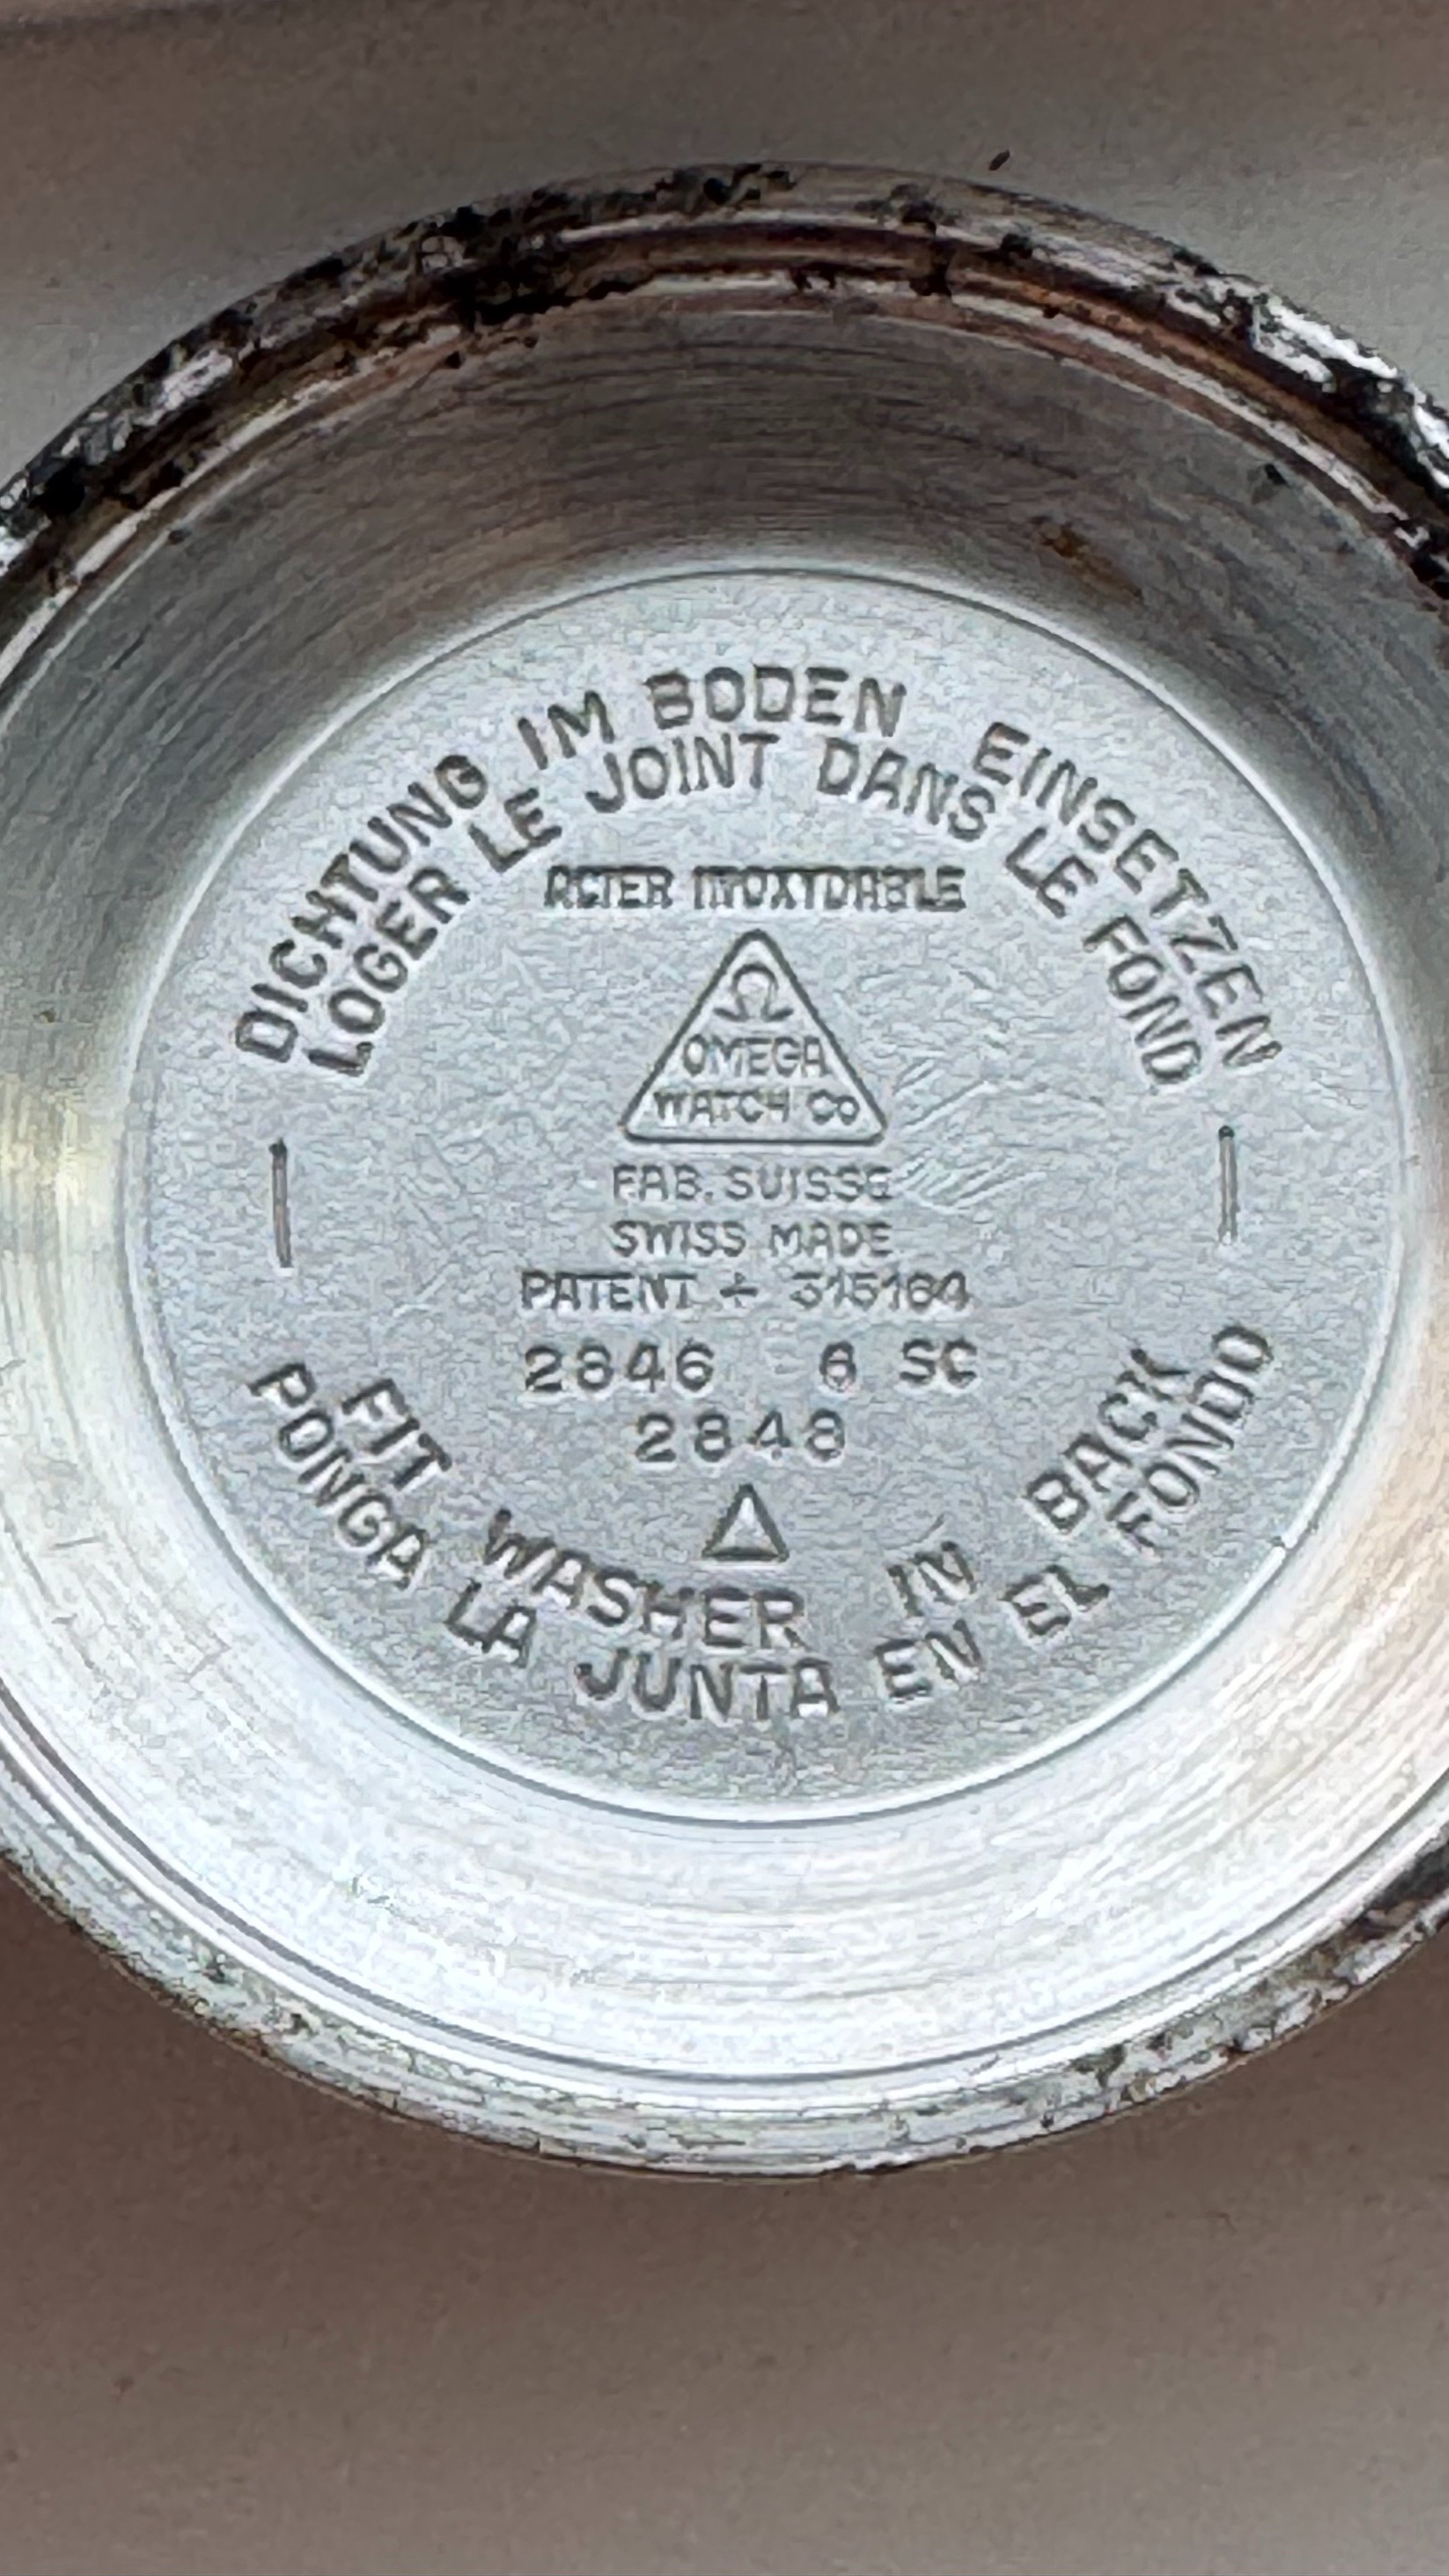 DICHTUNG IM BODEN EINSETZEN
LOGER LE JOINT DANS LE FOND
ACIER INOXYDABLE
Ω
OMEGA
WATCH Co
FAB. SUISSE
SWISS MADE
PATENT + 315164
2846 6 SC
2848
FIT WASHER IN BACK
PONGA LA JUNTA EN EL FONDO